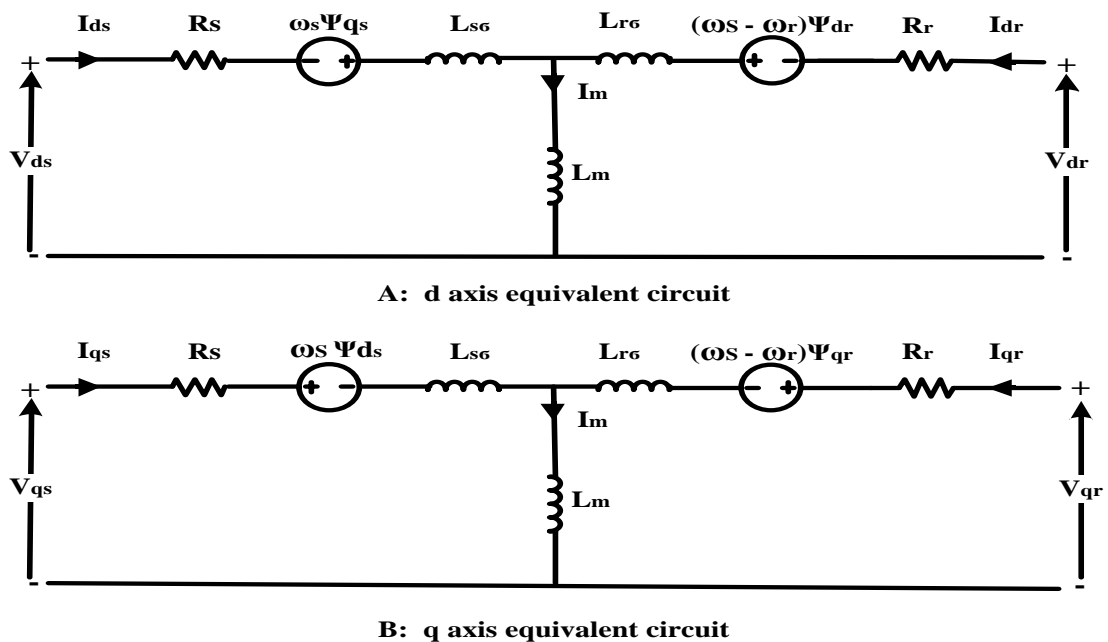 Ids Rs ωsΨqs Lsσ Lrσ (ωs - ωr)Ψdr Rr Idr
+ - + + - +
Im
Vds Lm Vdr
- -
A: d axis equivalent circuit
Iqs Rs ωs Ψds Lsσ Lrσ (ωs - ωr)Ψqr Rr Iqr
+ + - - + +
Im
Vqs Lm Vqr
- -
B: q axis equivalent circuit